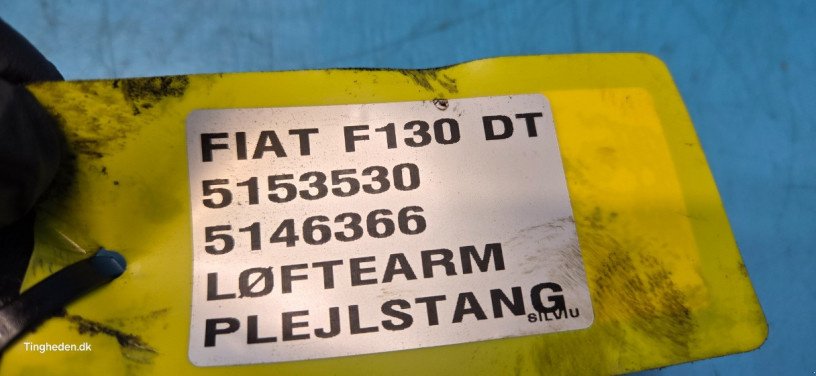 FIAT F130 DT
5153530
5146366
LØFTEARM
PLEJLSTANG
SILVIU
Tingheden.dk